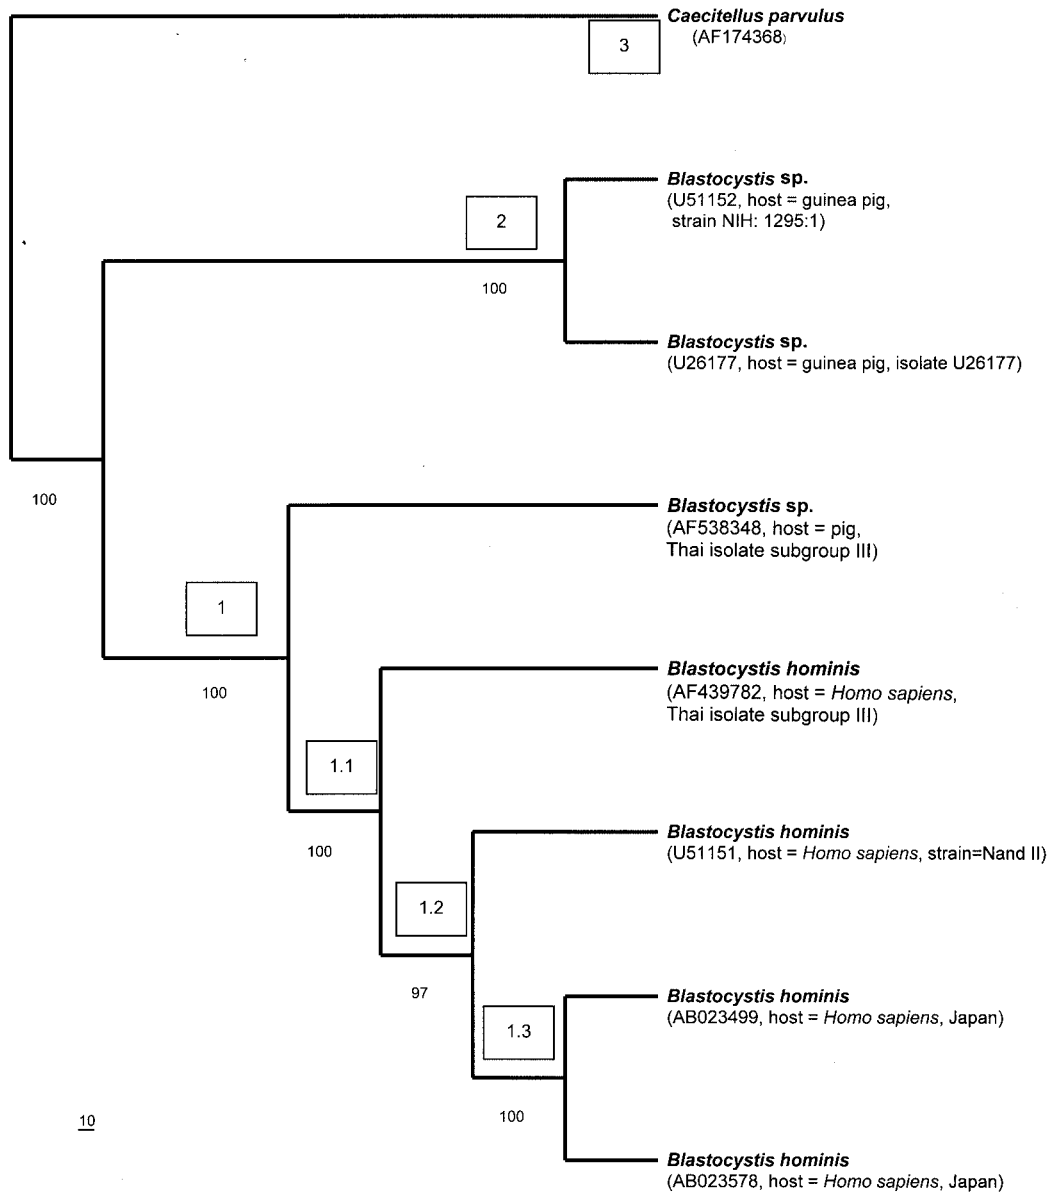 Caecitellus parvulus
(AF174368)
3
Blastocystis sp.
(U51152, host = guinea pig,
strain NIH: 1295:1)
2
100
Blastocystis sp.
(U26177, host = guinea pig, isolate U26177)
100
Blastocystis sp.
(AF538348, host = pig,
Thai isolate subgroup III)
1
100
Blastocystis hominis
(AF439782, host = Homo sapiens,
Thai isolate subgroup III)
1.1
100
Blastocystis hominis
(U51151, host = Homo sapiens, strain=Nand II)
1.2
97
Blastocystis hominis
(AB023499, host = Homo sapiens, Japan)
1.3
100
10
Blastocystis hominis
(AB023578, host = Homo sapiens, Japan)